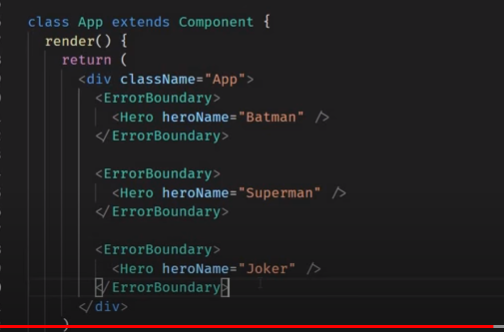 class App extends Component {
render() {
return (
<div className="App">
<ErrorBoundary>
<Hero heroName="Batman" />
</ErrorBoundary>
<ErrorBoundary>
<Hero heroName="Superman" />
</ErrorBoundary>
<ErrorBoundary>
<Hero heroName="Joker" />
</ErrorBoundary>
</div>
)